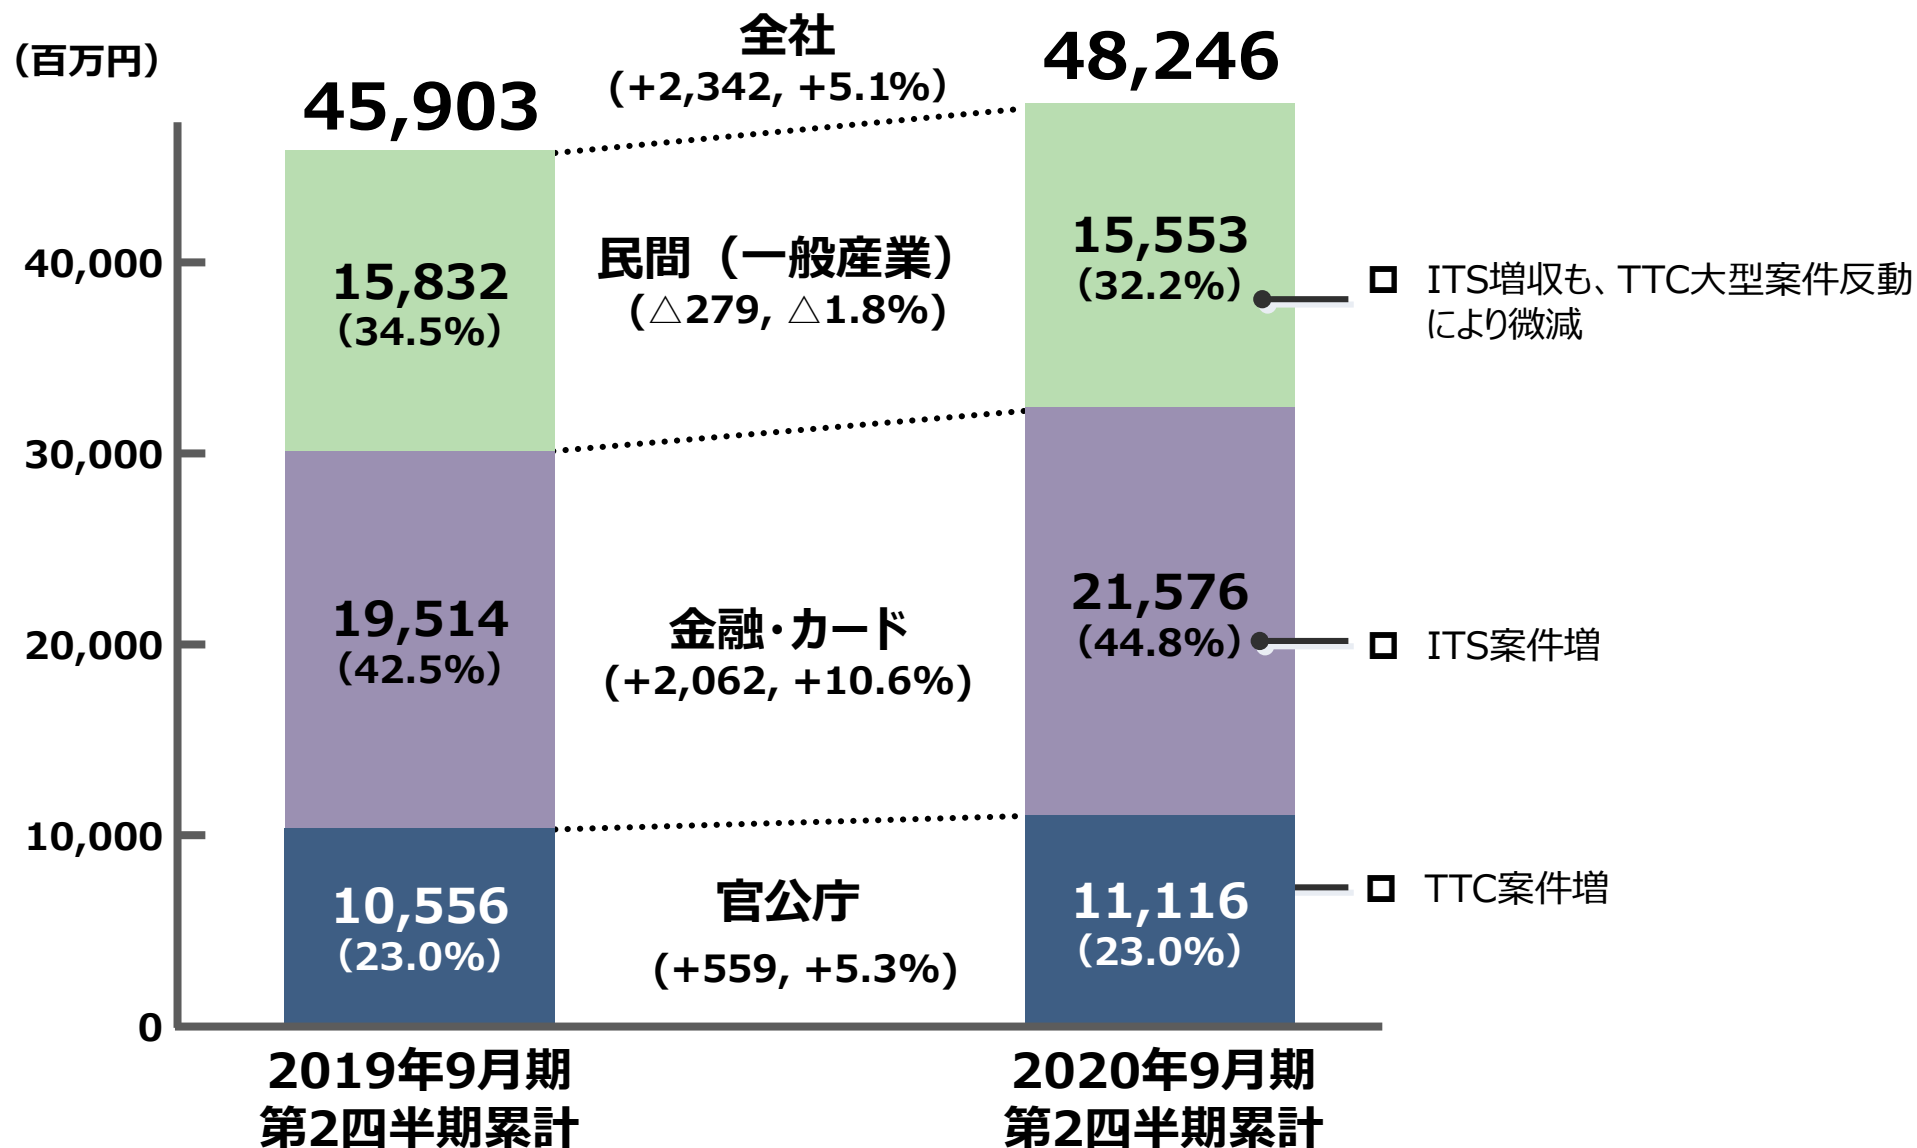 (百万円)
全社
(+2,342, +5.1%)
45,903
48,246
40,000
30,000
20,000
10,000
0
15,832
(34.5%)
民間（一般産業）
(△279, △1.8%)
15,553
(32.2%)
ITS増収も、TTC大型案件反動
により微減
19,514
(42.5%)
金融・カード
(+2,062, +10.6%)
21,576
(44.8%)
ITS案件増
10,556
(23.0%)
官公庁
(+559, +5.3%)
11,116
(23.0%)
TTC案件増
2019年9月期
第2四半期累計
2020年9月期
第2四半期累計